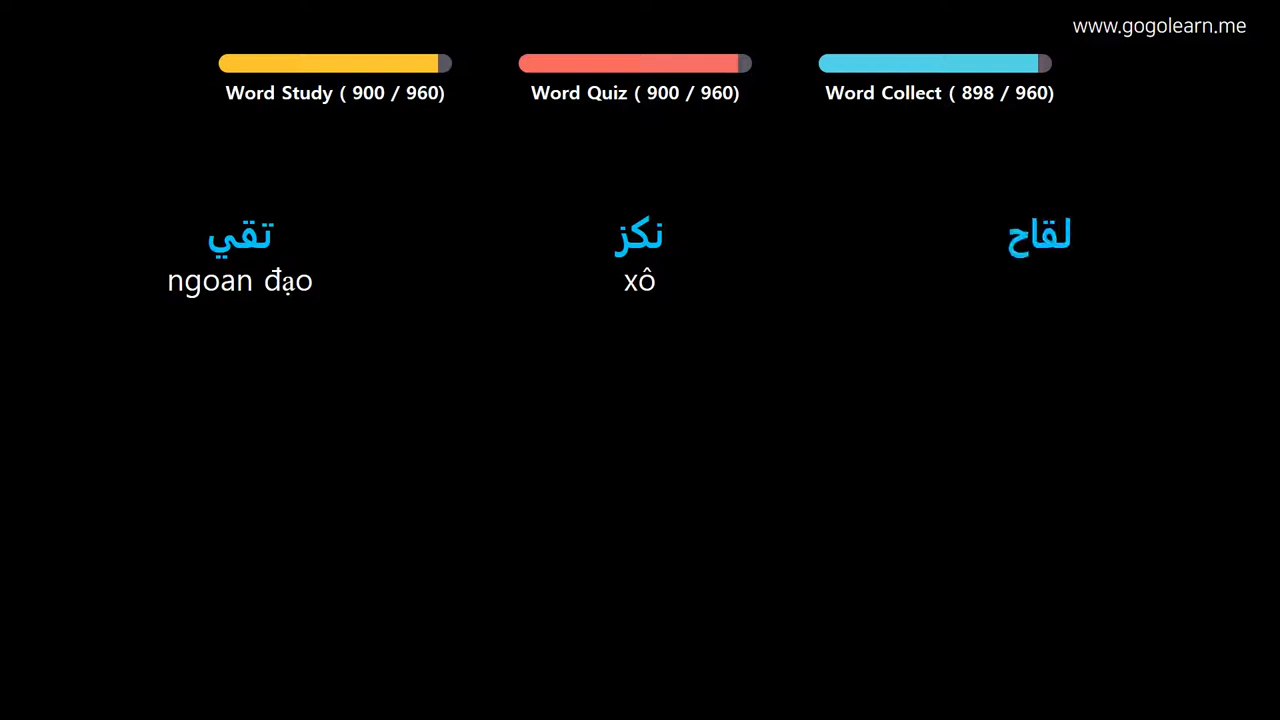 www.gogolearn.me
Word Study ( 900 / 960)
Word Quiz ( 900 / 960)
Word Collect ( 898 / 960)
تقي
ngoan đạo
نكز
xô
لقاح